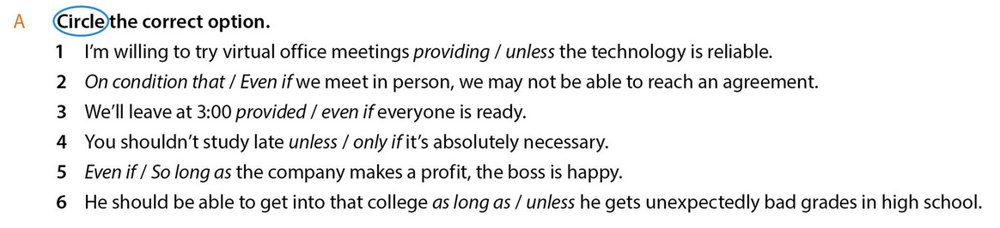 A Circle the correct option.
1 I’m willing to try virtual office meetings providing / unless the technology is reliable.
2 On condition that / Even if we meet in person, we may not be able to reach an agreement.
3 We’ll leave at 3:00 provided / even if everyone is ready.
4 You shouldn’t study late unless / only if it’s absolutely necessary.
5 Even if / So long as the company makes a profit, the boss is happy.
6 He should be able to get into that college as long as / unless he gets unexpectedly bad grades in high school.